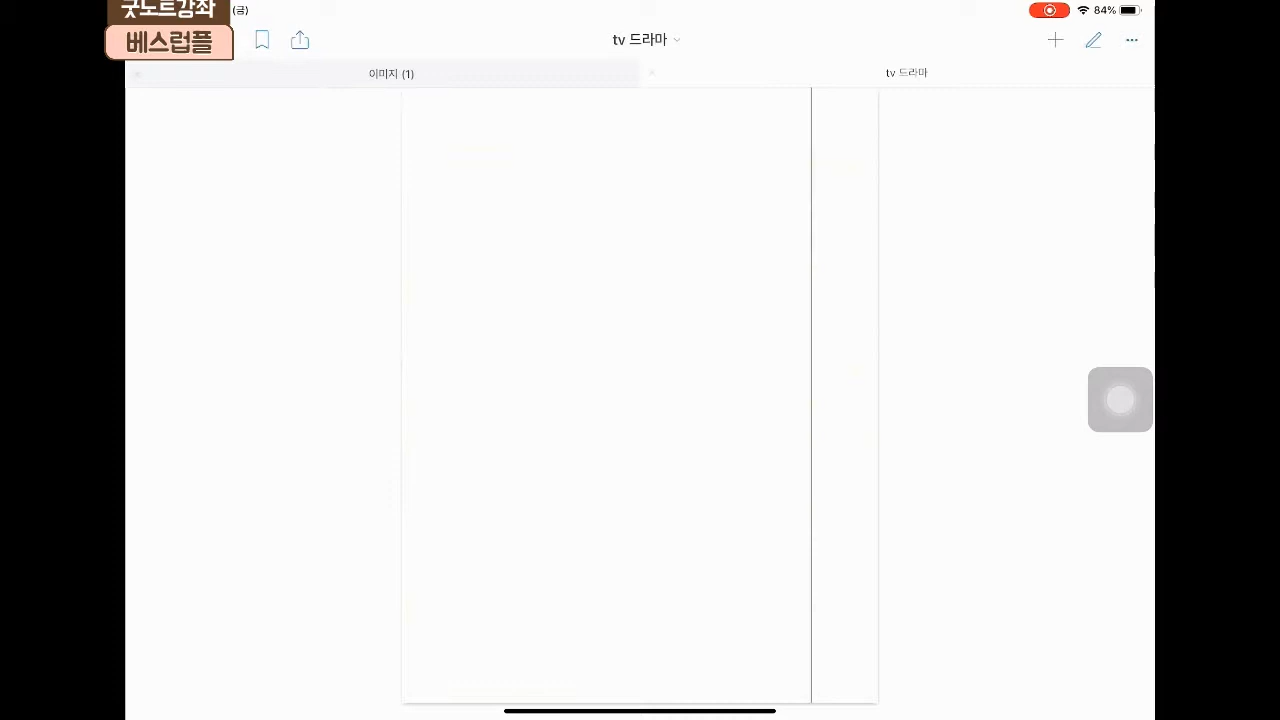 굿노트강좌
(금)
84%
베스럽플
tv 드라마
이미지 (1)
tv 드라마